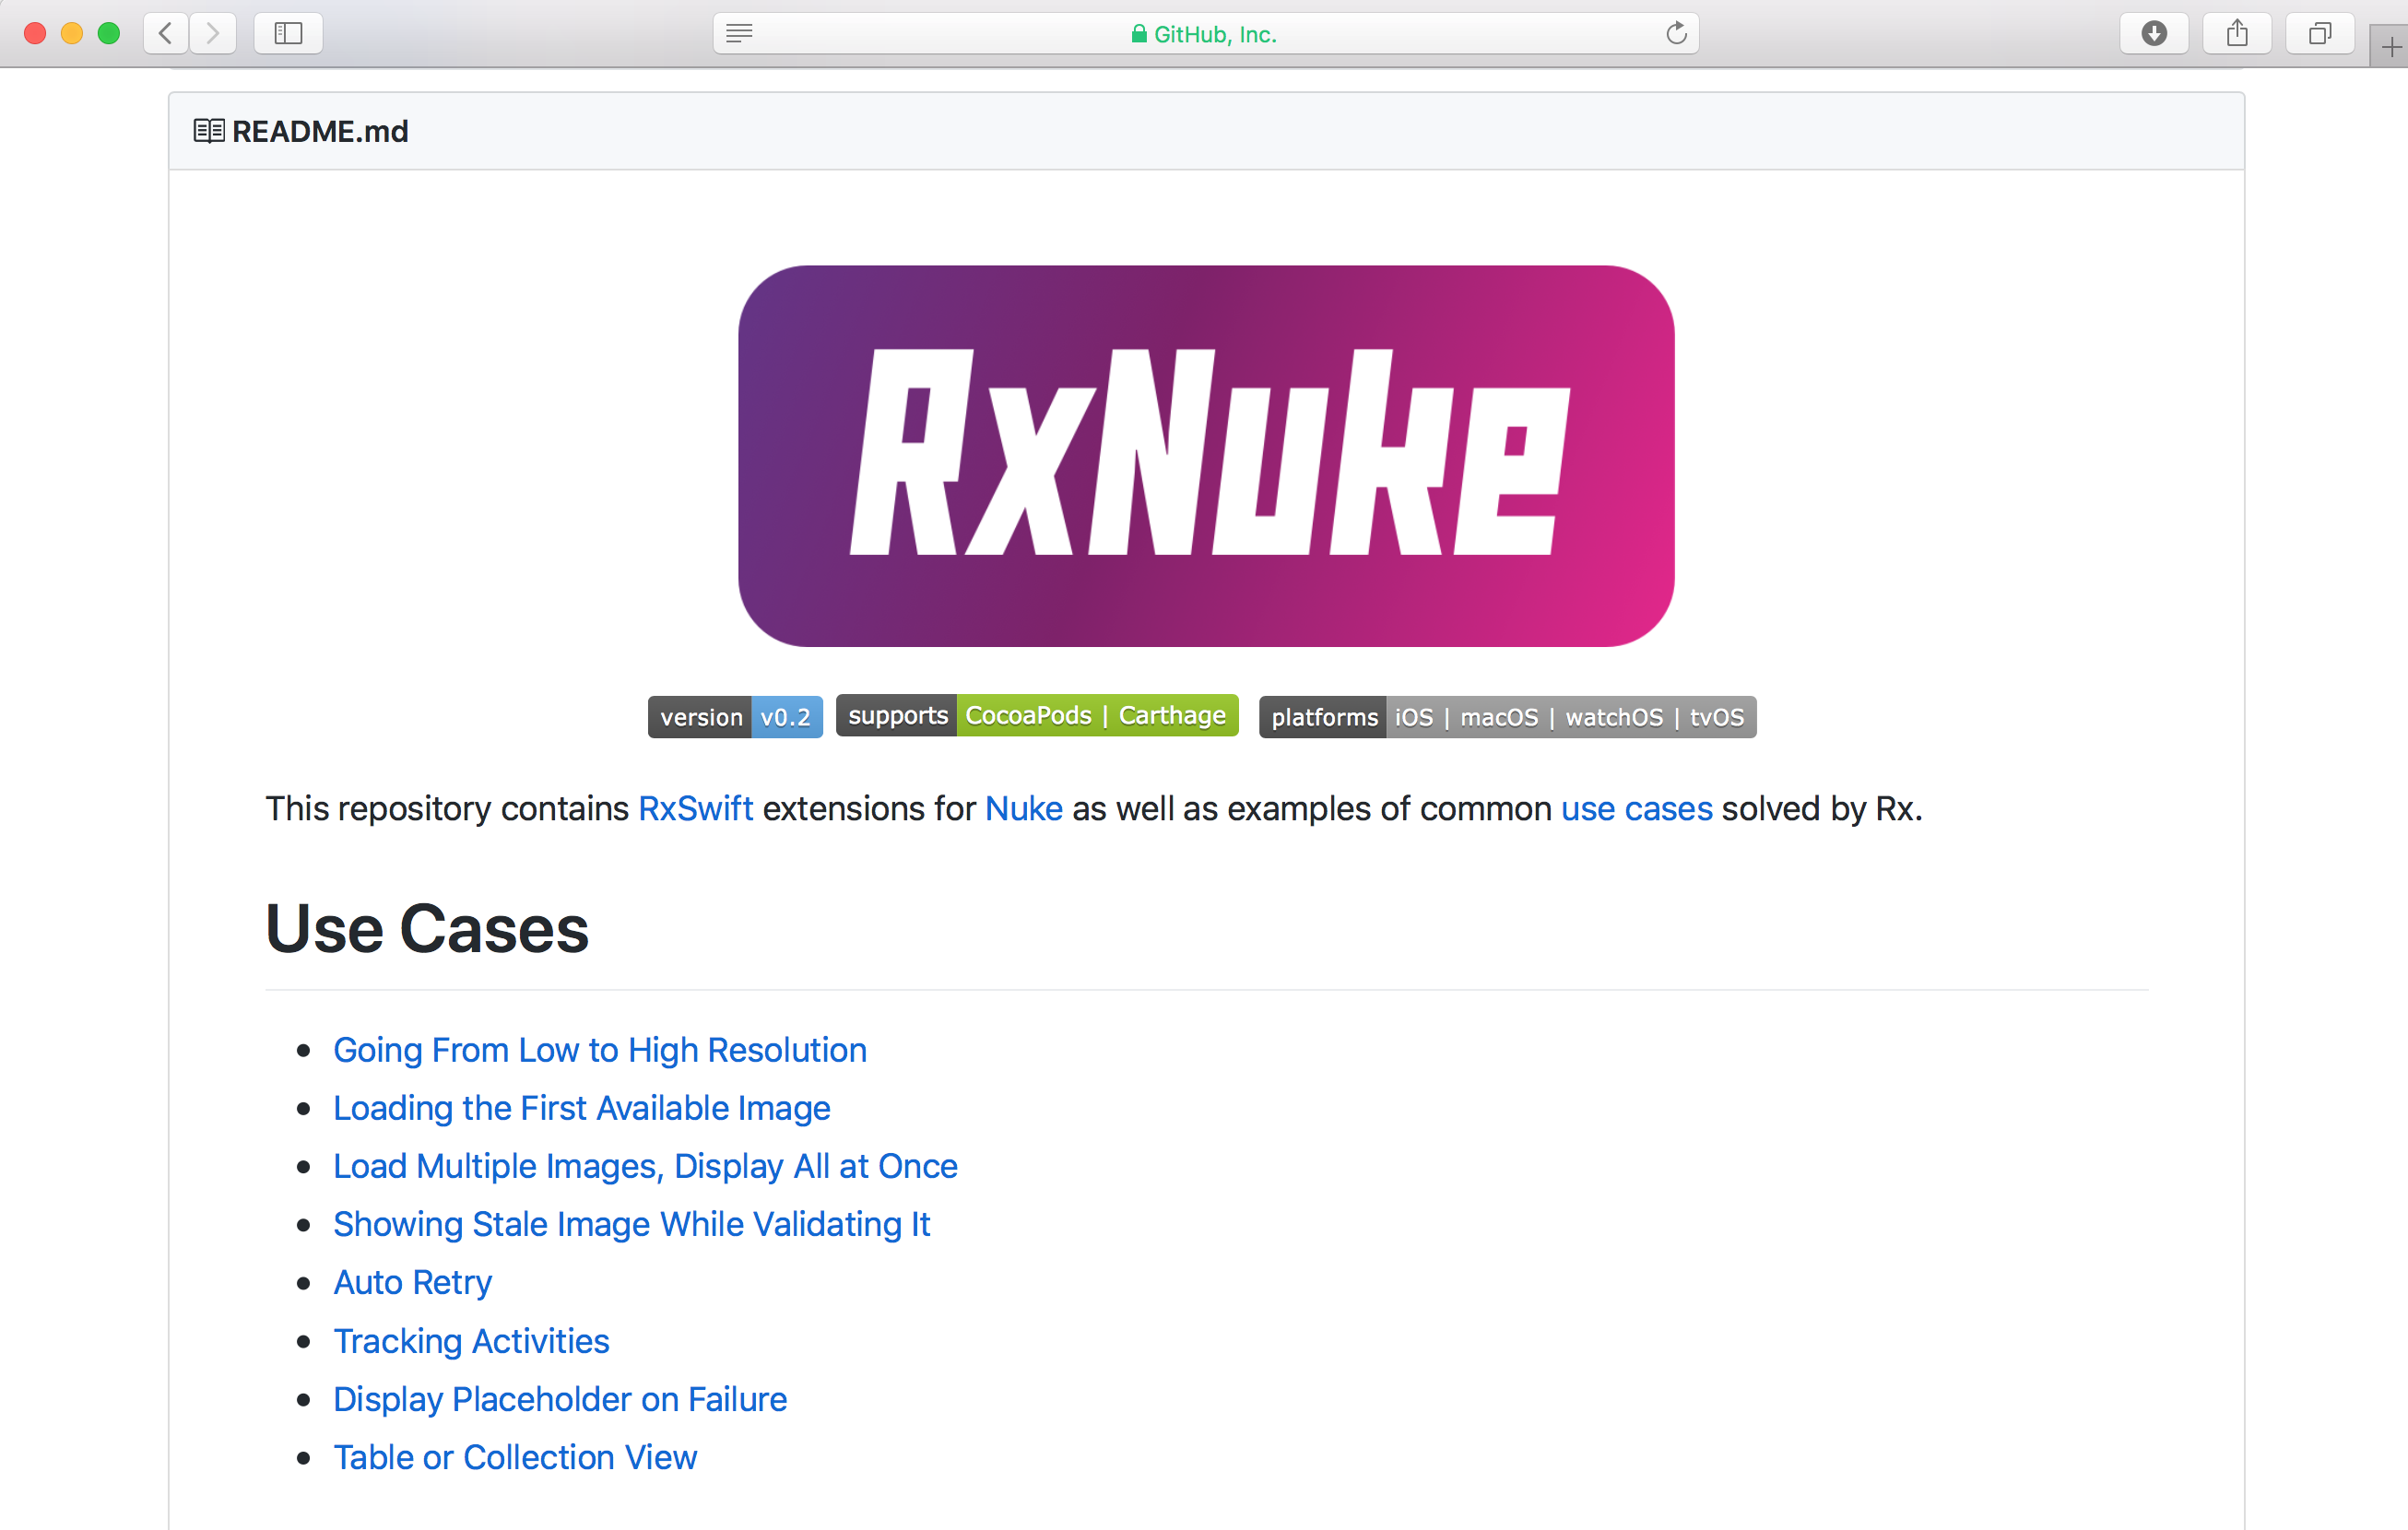 GitHub, Inc.
README.md
RxNuke
version v0.2 supports CocoaPods | Carthage platforms iOS | macOS | watchOS | tvOS
This repository contains RxSwift extensions for Nuke as well as examples of common use cases solved by Rx.
Use Cases
Going From Low to High Resolution
Loading the First Available Image
Load Multiple Images, Display All at Once
Showing Stale Image While Validating It
Auto Retry
Tracking Activities
Display Placeholder on Failure
Table or Collection View